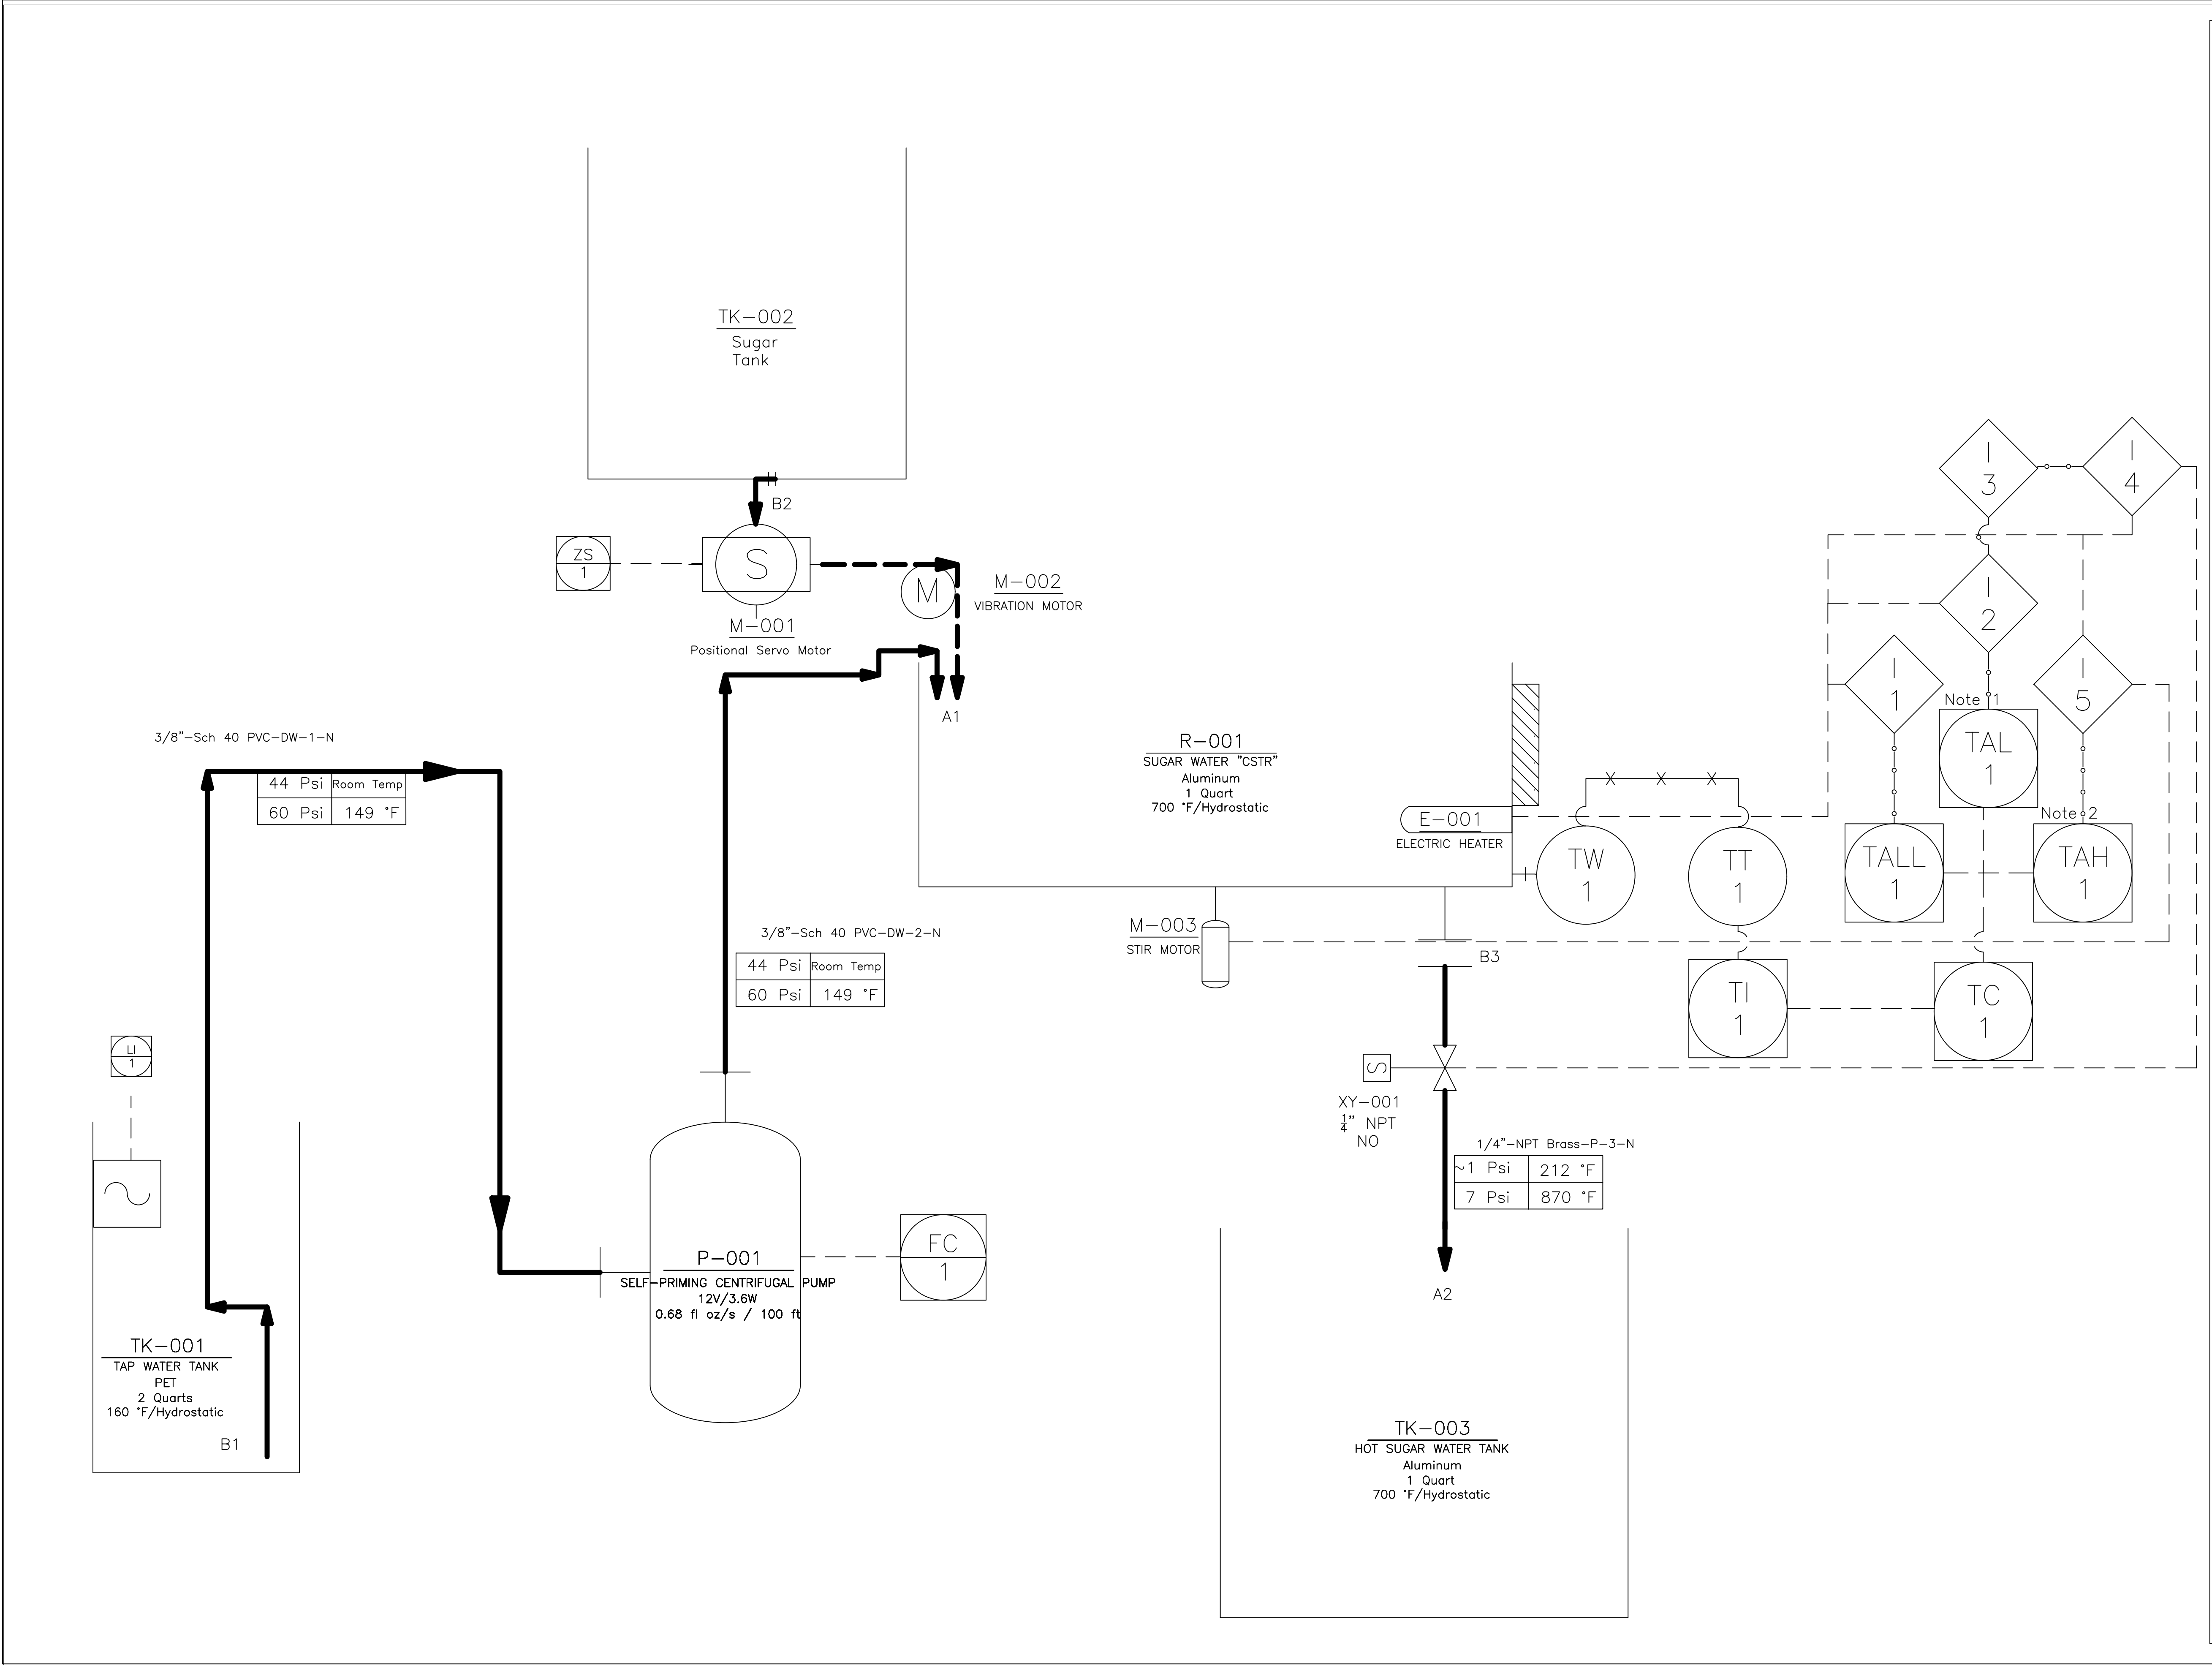 TK-002
Sugar
Tank
B2
ZS
1
S
M-001
Positional Servo Motor
M
M-002
VIBRATION MOTOR
A1
3/8"-Sch 40 PVC-DW-1-N
44 Psi Room Temp
60 Psi 149 °F
3/8"-Sch 40 PVC-DW-2-N
44 Psi Room Temp
60 Psi 149 °F
LI
1
TK-001
TAP WATER TANK
PET
2 Quarts
160 °F/Hydrostatic
B1
P-001
SELF-PRIMING CENTRIFUGAL PUMP
12V/3.6W
0.68 fl oz/s / 100 ft
FC
1
R-001
SUGAR WATER "CSTR"
Aluminum
1 Quart
700 °F/Hydrostatic
E-001
ELECTRIC HEATER
M-003
STIR MOTOR
B3
S
XY-001
1/4" NPT
NO
1/4"-NPT Brass-P-3-N
~1 Psi 212 °F
7 Psi 870 °F
A2
TK-003
HOT SUGAR WATER TANK
Aluminum
1 Quart
700 °F/Hydrostatic
TW
1
TT
1
TI
1
TC
1
I
3
I
4
I
2
I
1
I
5
Note 1
TAL
1
Note 2
TALL
1
TAH
1